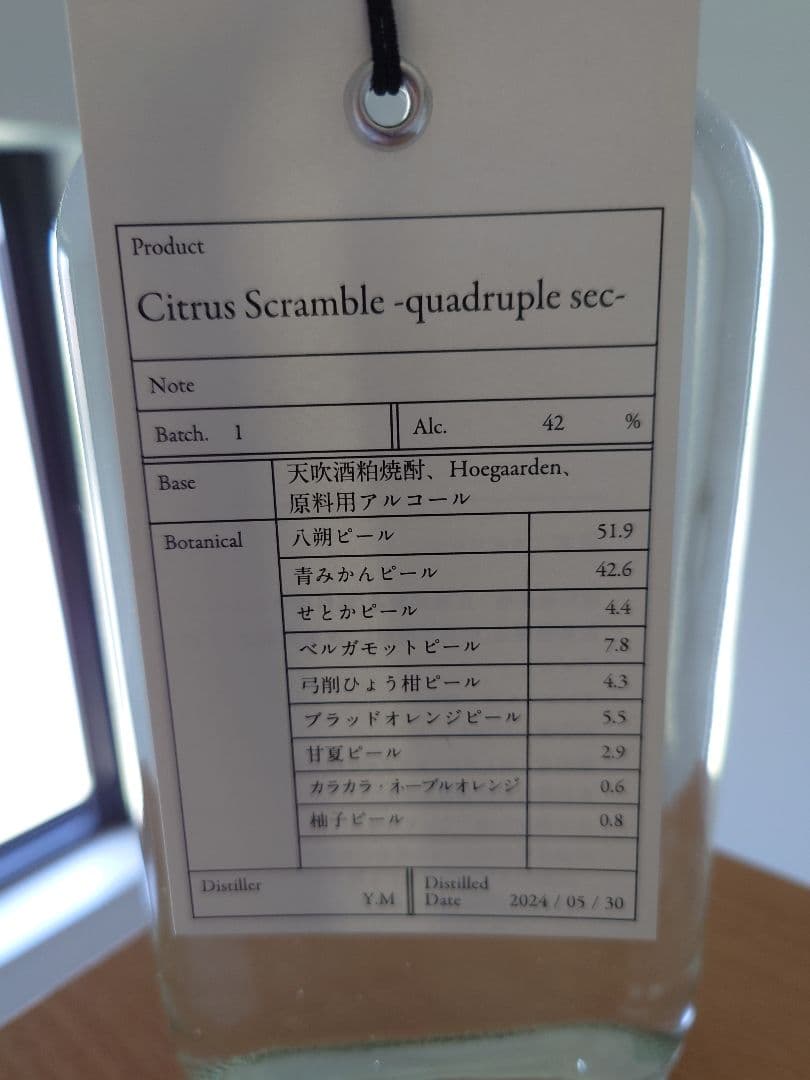 Product
Citrus Scramble -quadruple sec-
Note
Batch. 1 Alc. 42 %
Base 天吹酒粕焼酎、Hoegaarden、
原料用アルコール
Botanical 八朔ピール 51.9
青みかんピール 42.6
せとかピール 4.4
ベルガモットピール 7.8
弓削ひょう柑ピール 4.3
ブラッドオレンジピール 5.5
甘夏ピール 2.9
カラカラ・ネーブルオレンジ 0.6
柚子ピール 0.8
Distiller Y.M Distilled
Date 2024 / 05 / 30